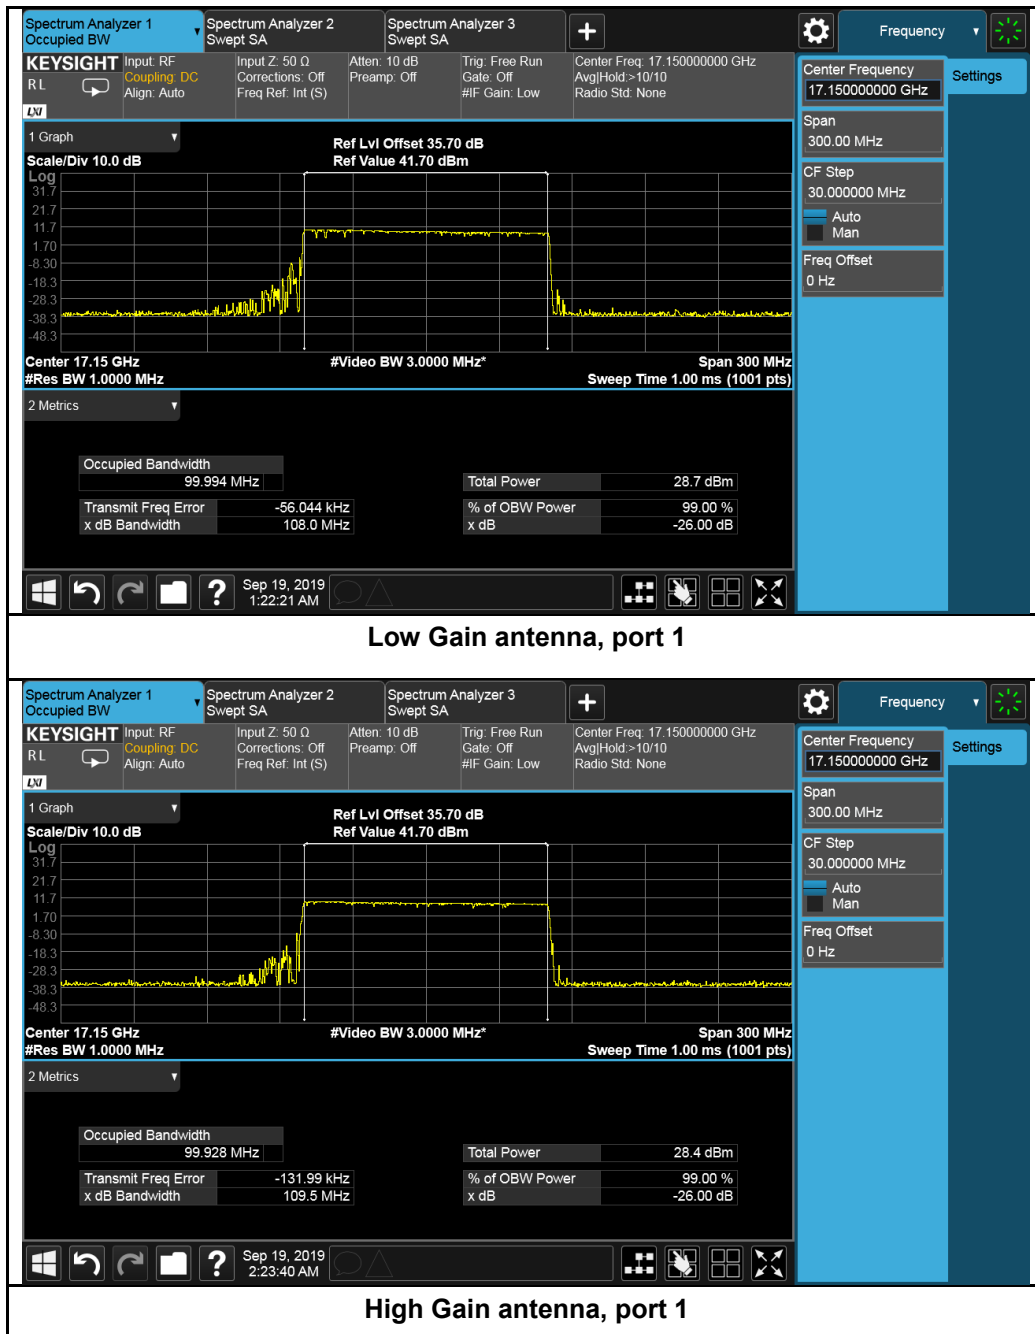 Spectrum Analyzer 1
Occupied BW
Spectrum Analyzer 2
Swept SA
Spectrum Analyzer 3
Swept SA
Frequency
KEYSIGHT
R L
LXI
Input: RF
Coupling: DC
Align: Auto
Input Z: 50 Ω
Corrections: Off
Freq Ref: Int (S)
Atten: 10 dB
Preamp: Off
Trig: Free Run
Gate: Off
#IF Gain: Low
Center Freq: 17.150000000 GHz
Avg|Hold:>10/10
Radio Std: None
Center Frequency
17.150000000 GHz
Settings
Span
300.00 MHz
CF Step
30.000000 MHz
Auto
Man
Freq Offset
0 Hz
1 Graph
Scale/Div 10.0 dB
Ref Lvl Offset 35.70 dB
Ref Value 41.70 dBm
Log
31.7
21.7
11.7
1.70
-8.30
-18.3
-28.3
-38.3
-48.3
Center 17.15 GHz
#Video BW 3.0000 MHz*
Span 300 MHz
#Res BW 1.0000 MHz
Sweep Time 1.00 ms (1001 pts)
2 Metrics
Occupied Bandwidth
99.994 MHz
Total Power 28.7 dBm
Transmit Freq Error -56.044 kHz
% of OBW Power 99.00 %
x dB Bandwidth 108.0 MHz
x dB -26.00 dB
?
Sep 19, 2019
1:22:21 AM
Low Gain antenna, port 1
Spectrum Analyzer 1
Occupied BW
Spectrum Analyzer 2
Swept SA
Spectrum Analyzer 3
Swept SA
Frequency
KEYSIGHT
R L
LXI
Input: RF
Coupling: DC
Align: Auto
Input Z: 50 Ω
Corrections: Off
Freq Ref: Int (S)
Atten: 10 dB
Preamp: Off
Trig: Free Run
Gate: Off
#IF Gain: Low
Center Freq: 17.150000000 GHz
Avg|Hold:>10/10
Radio Std: None
Center Frequency
17.150000000 GHz
Settings
Span
300.00 MHz
CF Step
30.000000 MHz
Auto
Man
Freq Offset
0 Hz
1 Graph
Scale/Div 10.0 dB
Ref Lvl Offset 35.70 dB
Ref Value 41.70 dBm
Log
31.7
21.7
11.7
1.70
-8.30
-18.3
-28.3
-38.3
-48.3
Center 17.15 GHz
#Video BW 3.0000 MHz*
Span 300 MHz
#Res BW 1.0000 MHz
Sweep Time 1.00 ms (1001 pts)
2 Metrics
Occupied Bandwidth
99.928 MHz
Total Power 28.4 dBm
Transmit Freq Error -131.99 kHz
% of OBW Power 99.00 %
x dB Bandwidth 109.5 MHz
x dB -26.00 dB
?
Sep 19, 2019
2:23:40 AM
High Gain antenna, port 1